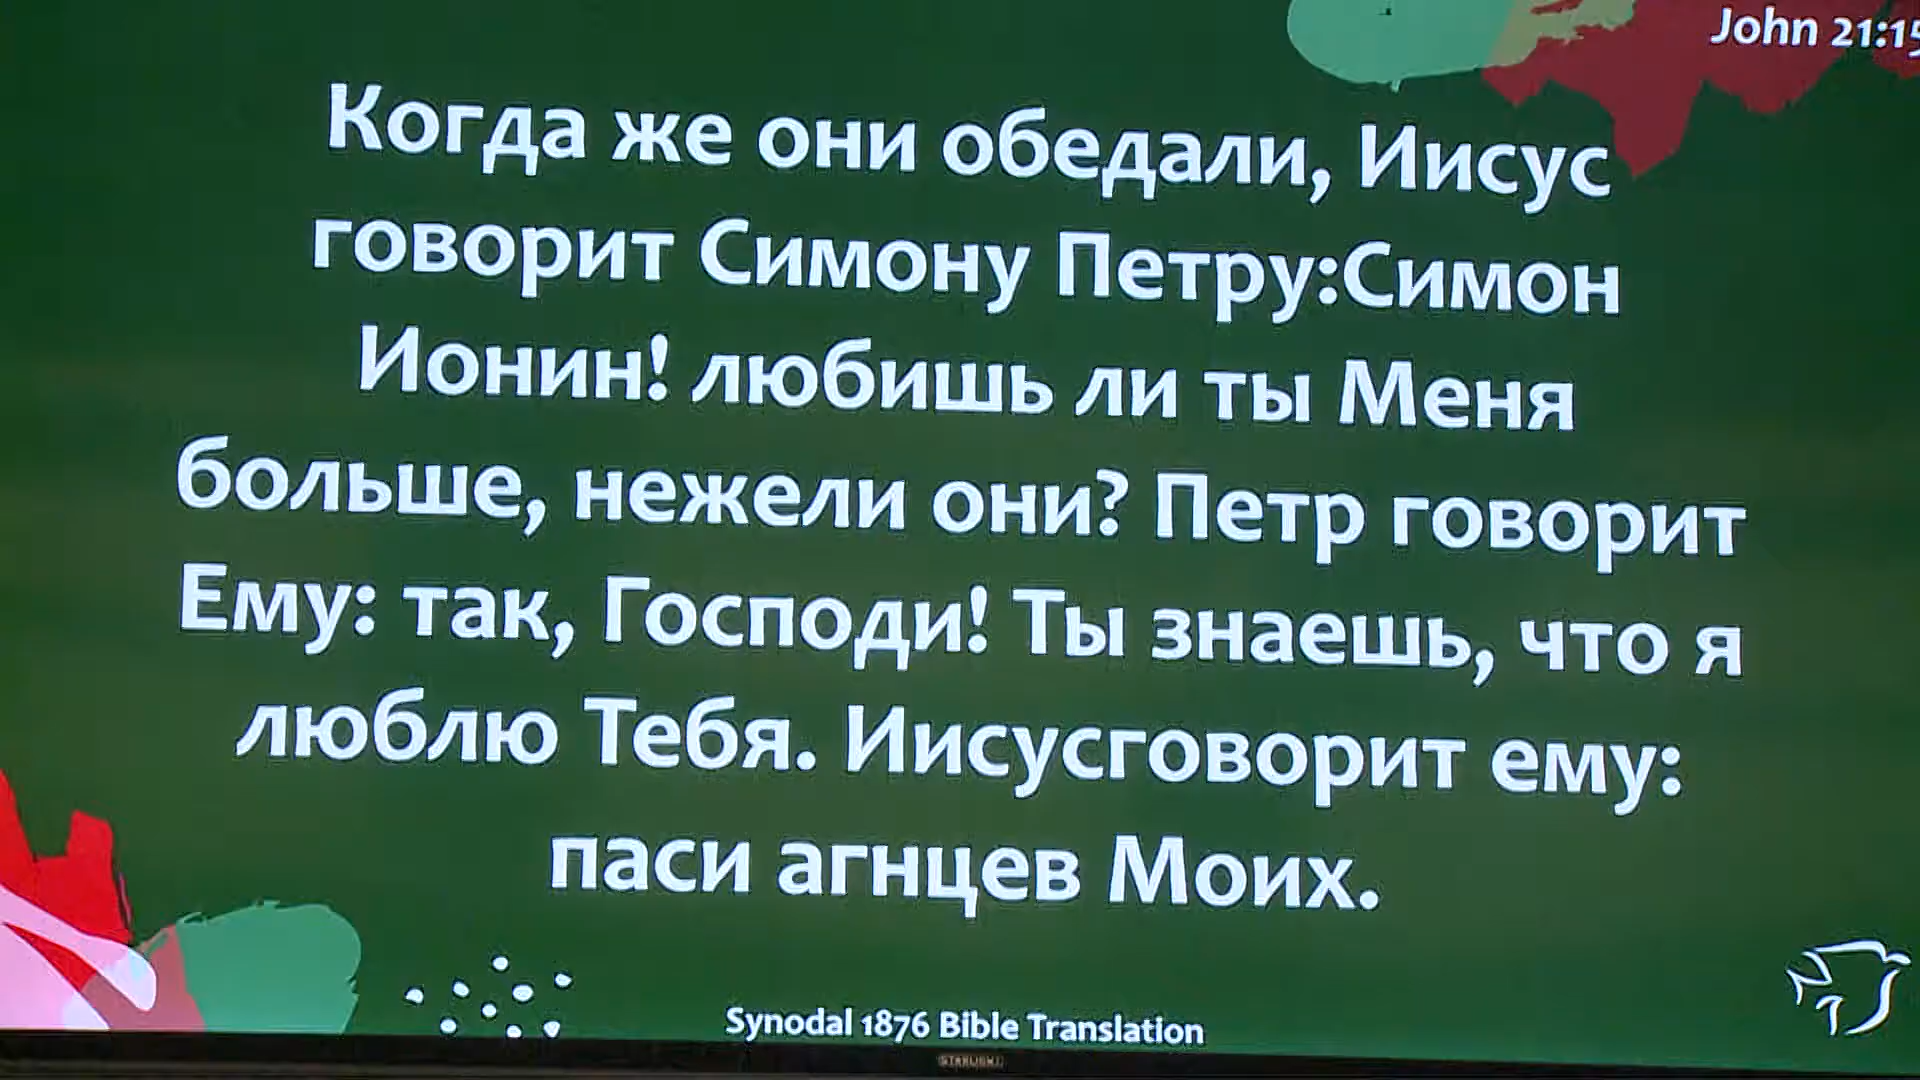 John 21:15
Когда же они обедали, Иисус
говорит Симону Петру:Симон
Ионин! любишь ли ты Меня
больше, нежели они? Петр говорит
Ему: так, Господи! Ты знаешь, что я
люблю Тебя. Иисусговорит ему:
паси агнцев Моих.
Synodal 1876 Bible Translation